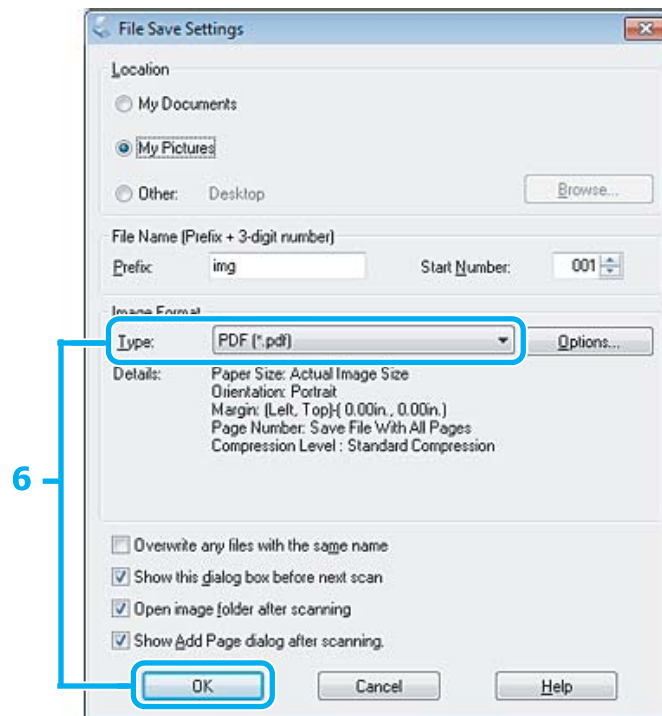 File Save Settings
Location
My Documents
My Pictures
Other: Desktop Browse...
File Name (Prefix + 3-digit number)
Prefix: img Start Number: 001
Image Format
Type: PDF (*.pdf) Options...
Details: Paper Size: Actual Image Size
Orientation: Portrait
Margin: (Left, Top)-( 0.00in., 0.00in.)
Page Number: Save File With All Pages
Compression Level : Standard Compression
6
Overwrite any files with the same name
Show this dialog box before next scan
Open image folder after scanning
Show Add Page dialog after scanning.
OK Cancel Help